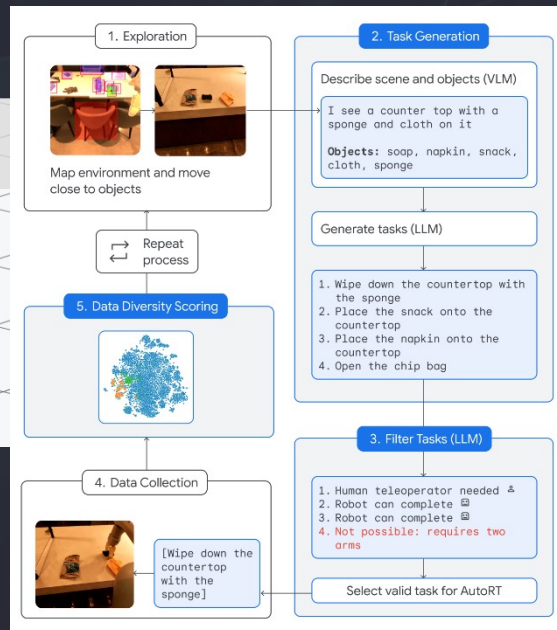 1. Exploration
Map environment and move
close to objects
2. Task Generation
Describe scene and objects (VLM)
I see a counter top with a
sponge and cloth on it
Objects: soap, napkin, snack,
cloth, sponge
Generate tasks (LLM)
1. Wipe down the countertop with
the sponge
2. Place the snack onto the
countertop
3. Place the napkin onto the
countertop
4. Open the chip bag
3. Filter Tasks (LLM)
1. Human teleoperator needed
2. Robot can complete
3. Robot can complete
4. Not possible: requires two
arms
Select valid task for AutoRT
4. Data Collection
[Wipe down the
countertop
with the
sponge]
5. Data Diversity Scoring
Repeat
process